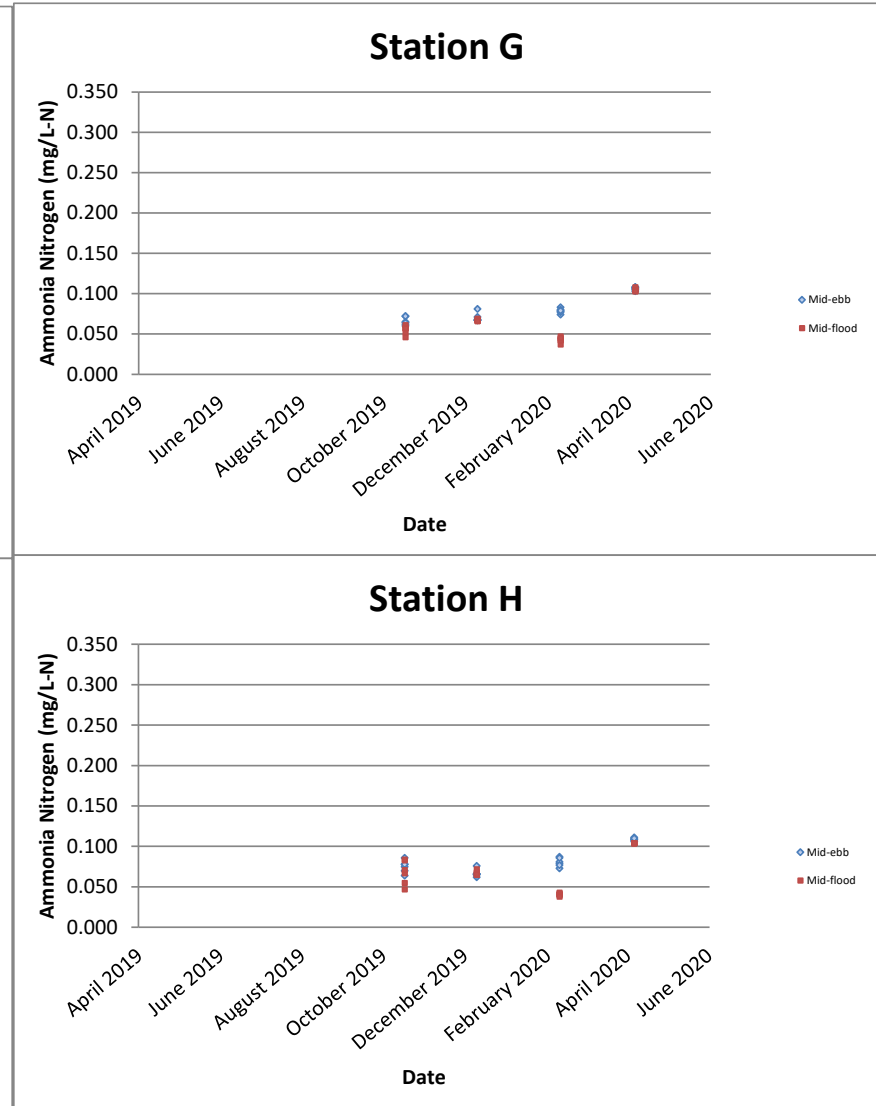 Station G
Ammonia Nitrogen (mg/L-N)
0.350
0.300
0.250
0.200
0.150
0.100
0.050
0.000
April 2019
June 2019
August 2019
October 2019
December 2019
February 2020
April 2020
June 2020
Date
Mid-ebb
Mid-flood
Station H
Ammonia Nitrogen (mg/L-N)
0.350
0.300
0.250
0.200
0.150
0.100
0.050
0.000
April 2019
June 2019
August 2019
October 2019
December 2019
February 2020
April 2020
June 2020
Date
Mid-ebb
Mid-flood